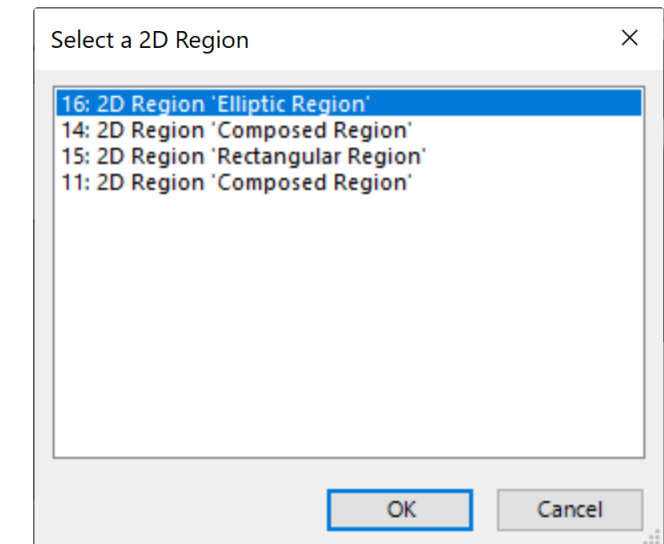 Select a 2D Region
16: 2D Region 'Elliptic Region'
14: 2D Region 'Composed Region'
15: 2D Region 'Rectangular Region'
11: 2D Region 'Composed Region'
OK
Cancel